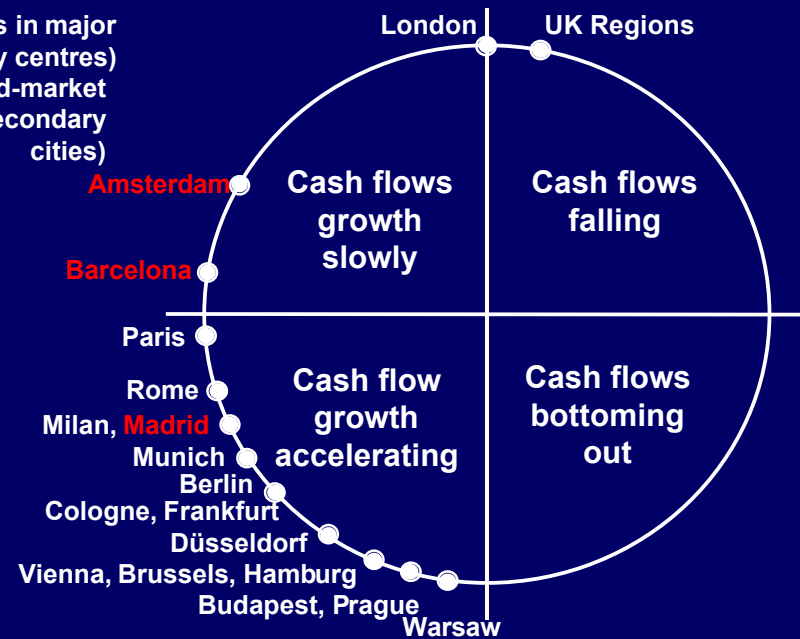 s in major
y centres)
d-market
econdary
cities)
London
UK Regions
Amsterdam
Cash flows
growth
slowly
Cash flows
falling
Barcelona
Paris
Rome
Milan, Madrid
Munich
Berlin
Cologne, Frankfurt
Düsseldorf
Vienna, Brussels, Hamburg
Budapest, Prague
Warsaw
Cash flow
growth
accelerating
Cash flows
bottoming
out